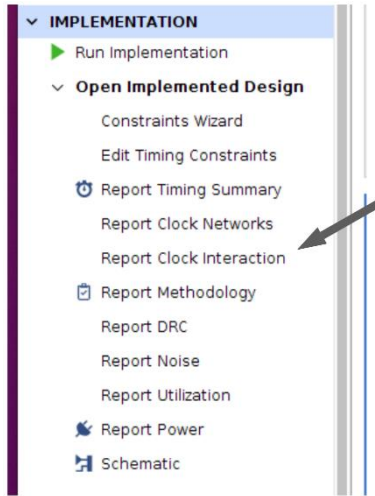 IMPLEMENTATION
Run Implementation
Open Implemented Design
Constraints Wizard
Edit Timing Constraints
Report Timing Summary
Report Clock Networks
Report Clock Interaction
Report Methodology
Report DRC
Report Noise
Report Utilization
Report Power
Schematic